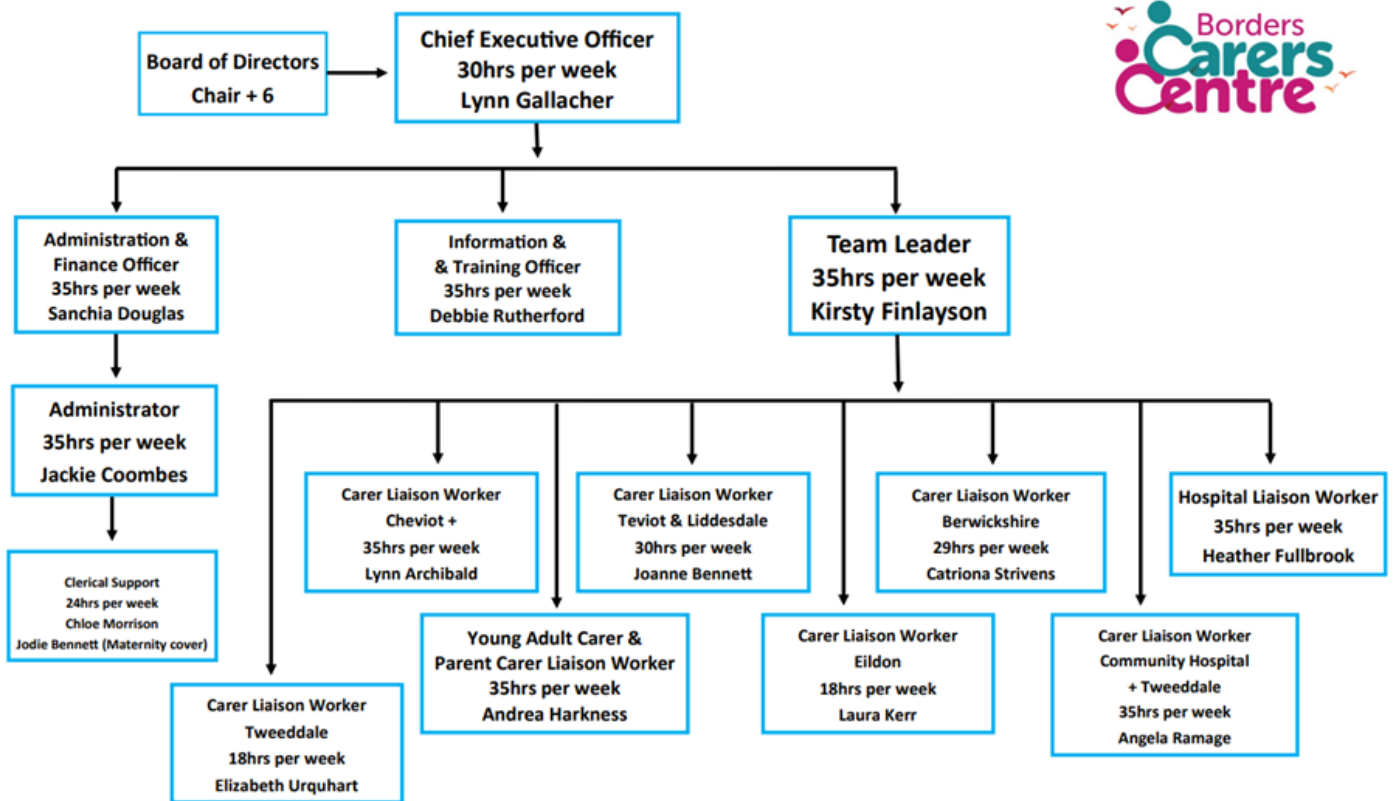 Borders
Carers
Centre
Board of Directors
Chair + 6
Chief Executive Officer
30hrs per week
Lynn Gallacher
Administration &
Finance Officer
35hrs per week
Sanchia Douglas
Information &
& Training Officer
35hrs per week
Debbie Rutherford
Team Leader
35hrs per week
Kirsty Finlayson
Administrator
35hrs per week
Jackie Coombes
Clerical Support
24hrs per week
Chloe Morrison
Jodie Bennett (Maternity cover)
Carer Liaison Worker
Cheviot +
35hrs per week
Lynn Archibald
Carer Liaison Worker
Teviot & Liddesdale
30hrs per week
Joanne Bennett
Carer Liaison Worker
Berwickshire
29hrs per week
Catriona Strivens
Hospital Liaison Worker
35hrs per week
Heather Fullbrook
Carer Liaison Worker
Tweeddale
18hrs per week
Elizabeth Urquhart
Young Adult Carer &
Parent Carer Liaison Worker
35hrs per week
Andrea Harkness
Carer Liaison Worker
Eildon
18hrs per week
Laura Kerr
Carer Liaison Worker
Community Hospital
+ Tweeddale
35hrs per week
Angela Ramage